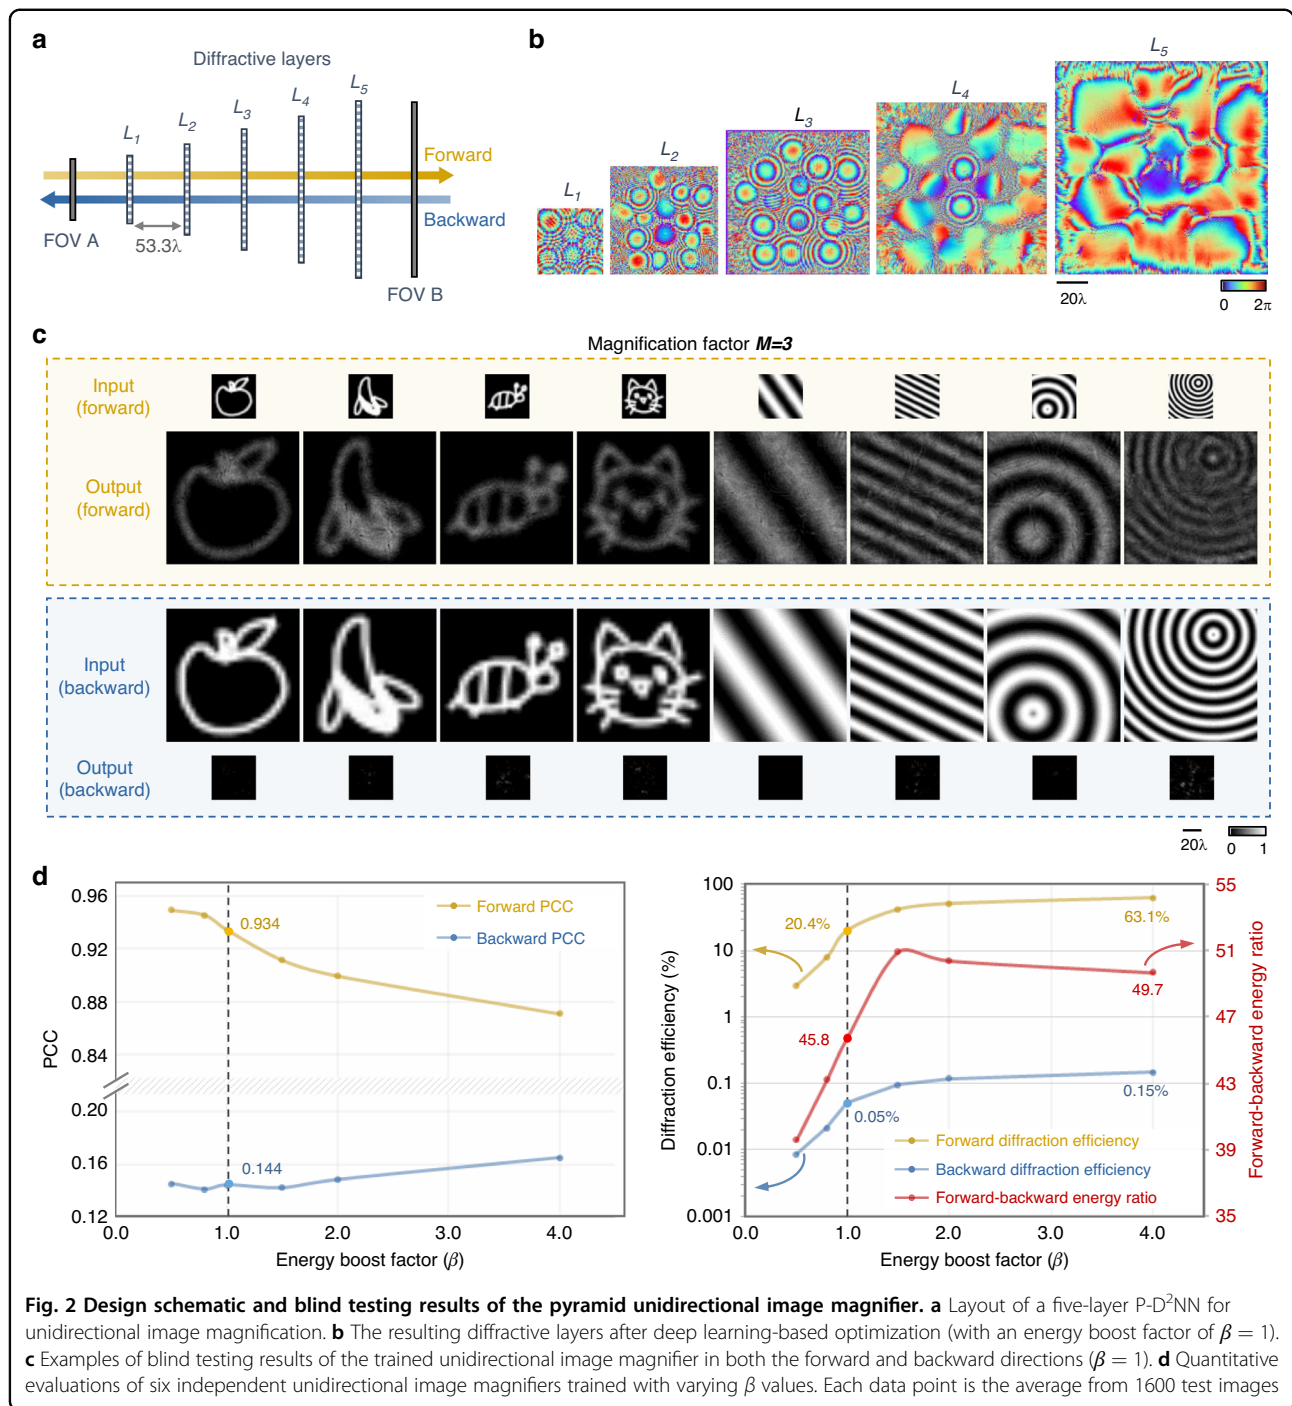 a
Diffractive layers
L1
L2
L3
L4
L5
Forward
Backward
FOV A
53.3λ
FOV B
b
L1
L2
L3
L4
L5
20λ
0 2π
c
Magnification factor M=3
Input
(forward)
Output
(forward)
Input
(backward)
Output
(backward)
20λ
0 1
d
0.96
0.92
0.88
0.84
0.20
0.16
0.12
PCC
0.934
0.144
Forward PCC
Backward PCC
0.0 1.0 2.0 3.0 4.0
Energy boost factor (β)
100
10
1
0.1
0.01
0.001
Diffraction efficiency (%)
20.4%
63.1%
45.8
49.7
0.05%
0.15%
Forward diffraction efficiency
Backward diffraction efficiency
Forward-backward energy ratio
55
51
47
43
39
35
Forward-backward energy ratio
0.0 1.0 2.0 3.0 4.0
Energy boost factor (β)
Fig. 2 Design schematic and blind testing results of the pyramid unidirectional image magnifier. a Layout of a five-layer P-D²NN for
unidirectional image magnification. b The resulting diffractive layers after deep learning-based optimization (with an energy boost factor of β = 1).
c Examples of blind testing results of the trained unidirectional image magnifier in both the forward and backward directions (β = 1). d Quantitative
evaluations of six independent unidirectional image magnifiers trained with varying β values. Each data point is the average from 1600 test images